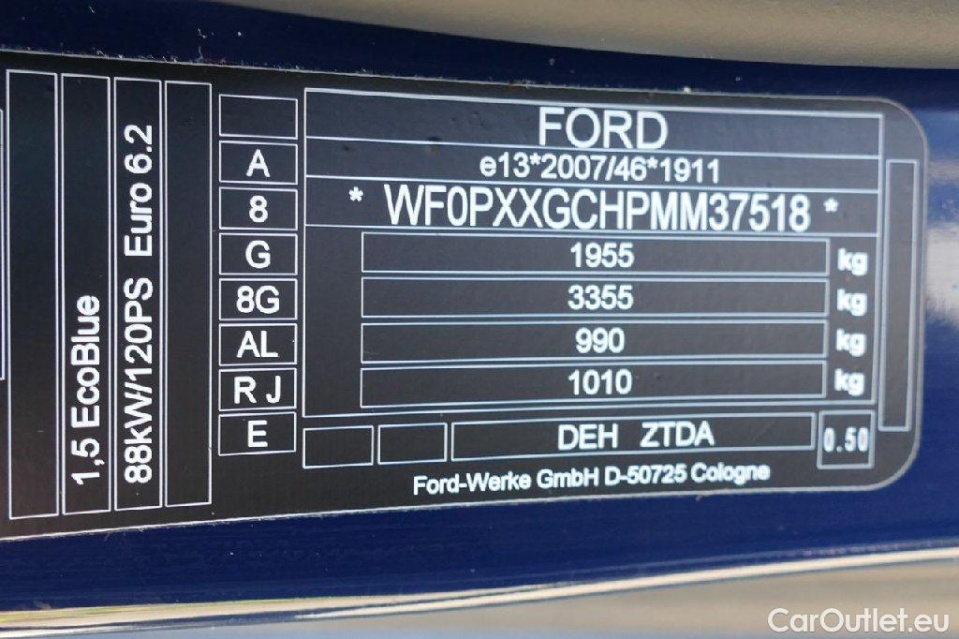 1,5 EcoBlue
88kW/120PS Euro 6.2
A
8
G
8G
AL
R J
E
FORD
e13*2007/46*1911
* WF0PXXGCHPMM37518 *
1955 kg
3355 kg
990 kg
1010 kg
DEH ZTDA
0.50
Ford-Werke GmbH D-50725 Cologne
CarOutlet.eu